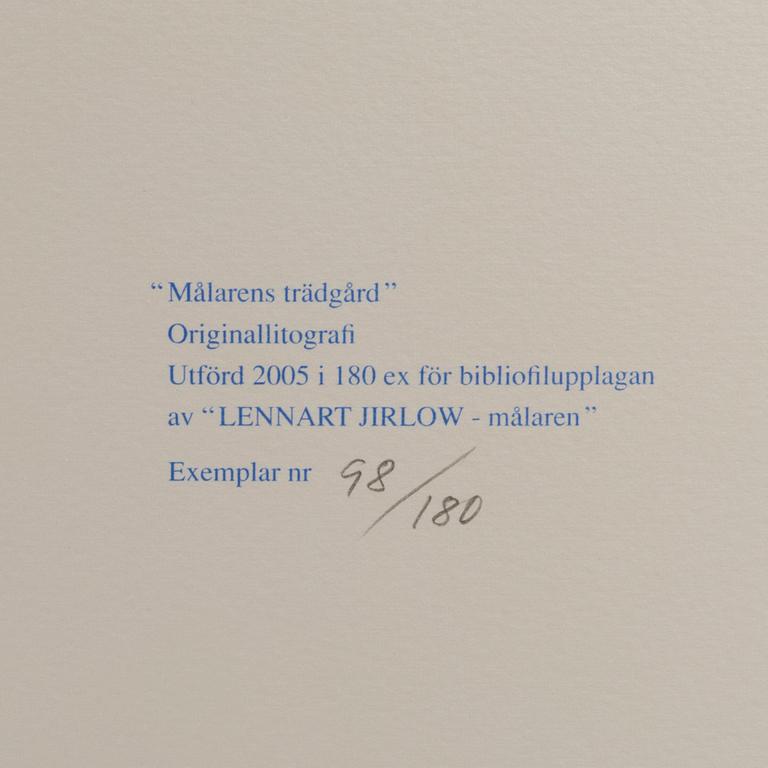 “Målarens trädgård”
Originallitografi
Utförd 2005 i 180 ex för bibliofilupplagan
av “LENNART JIRLOW - målaren”
Exemplar nr 98/180